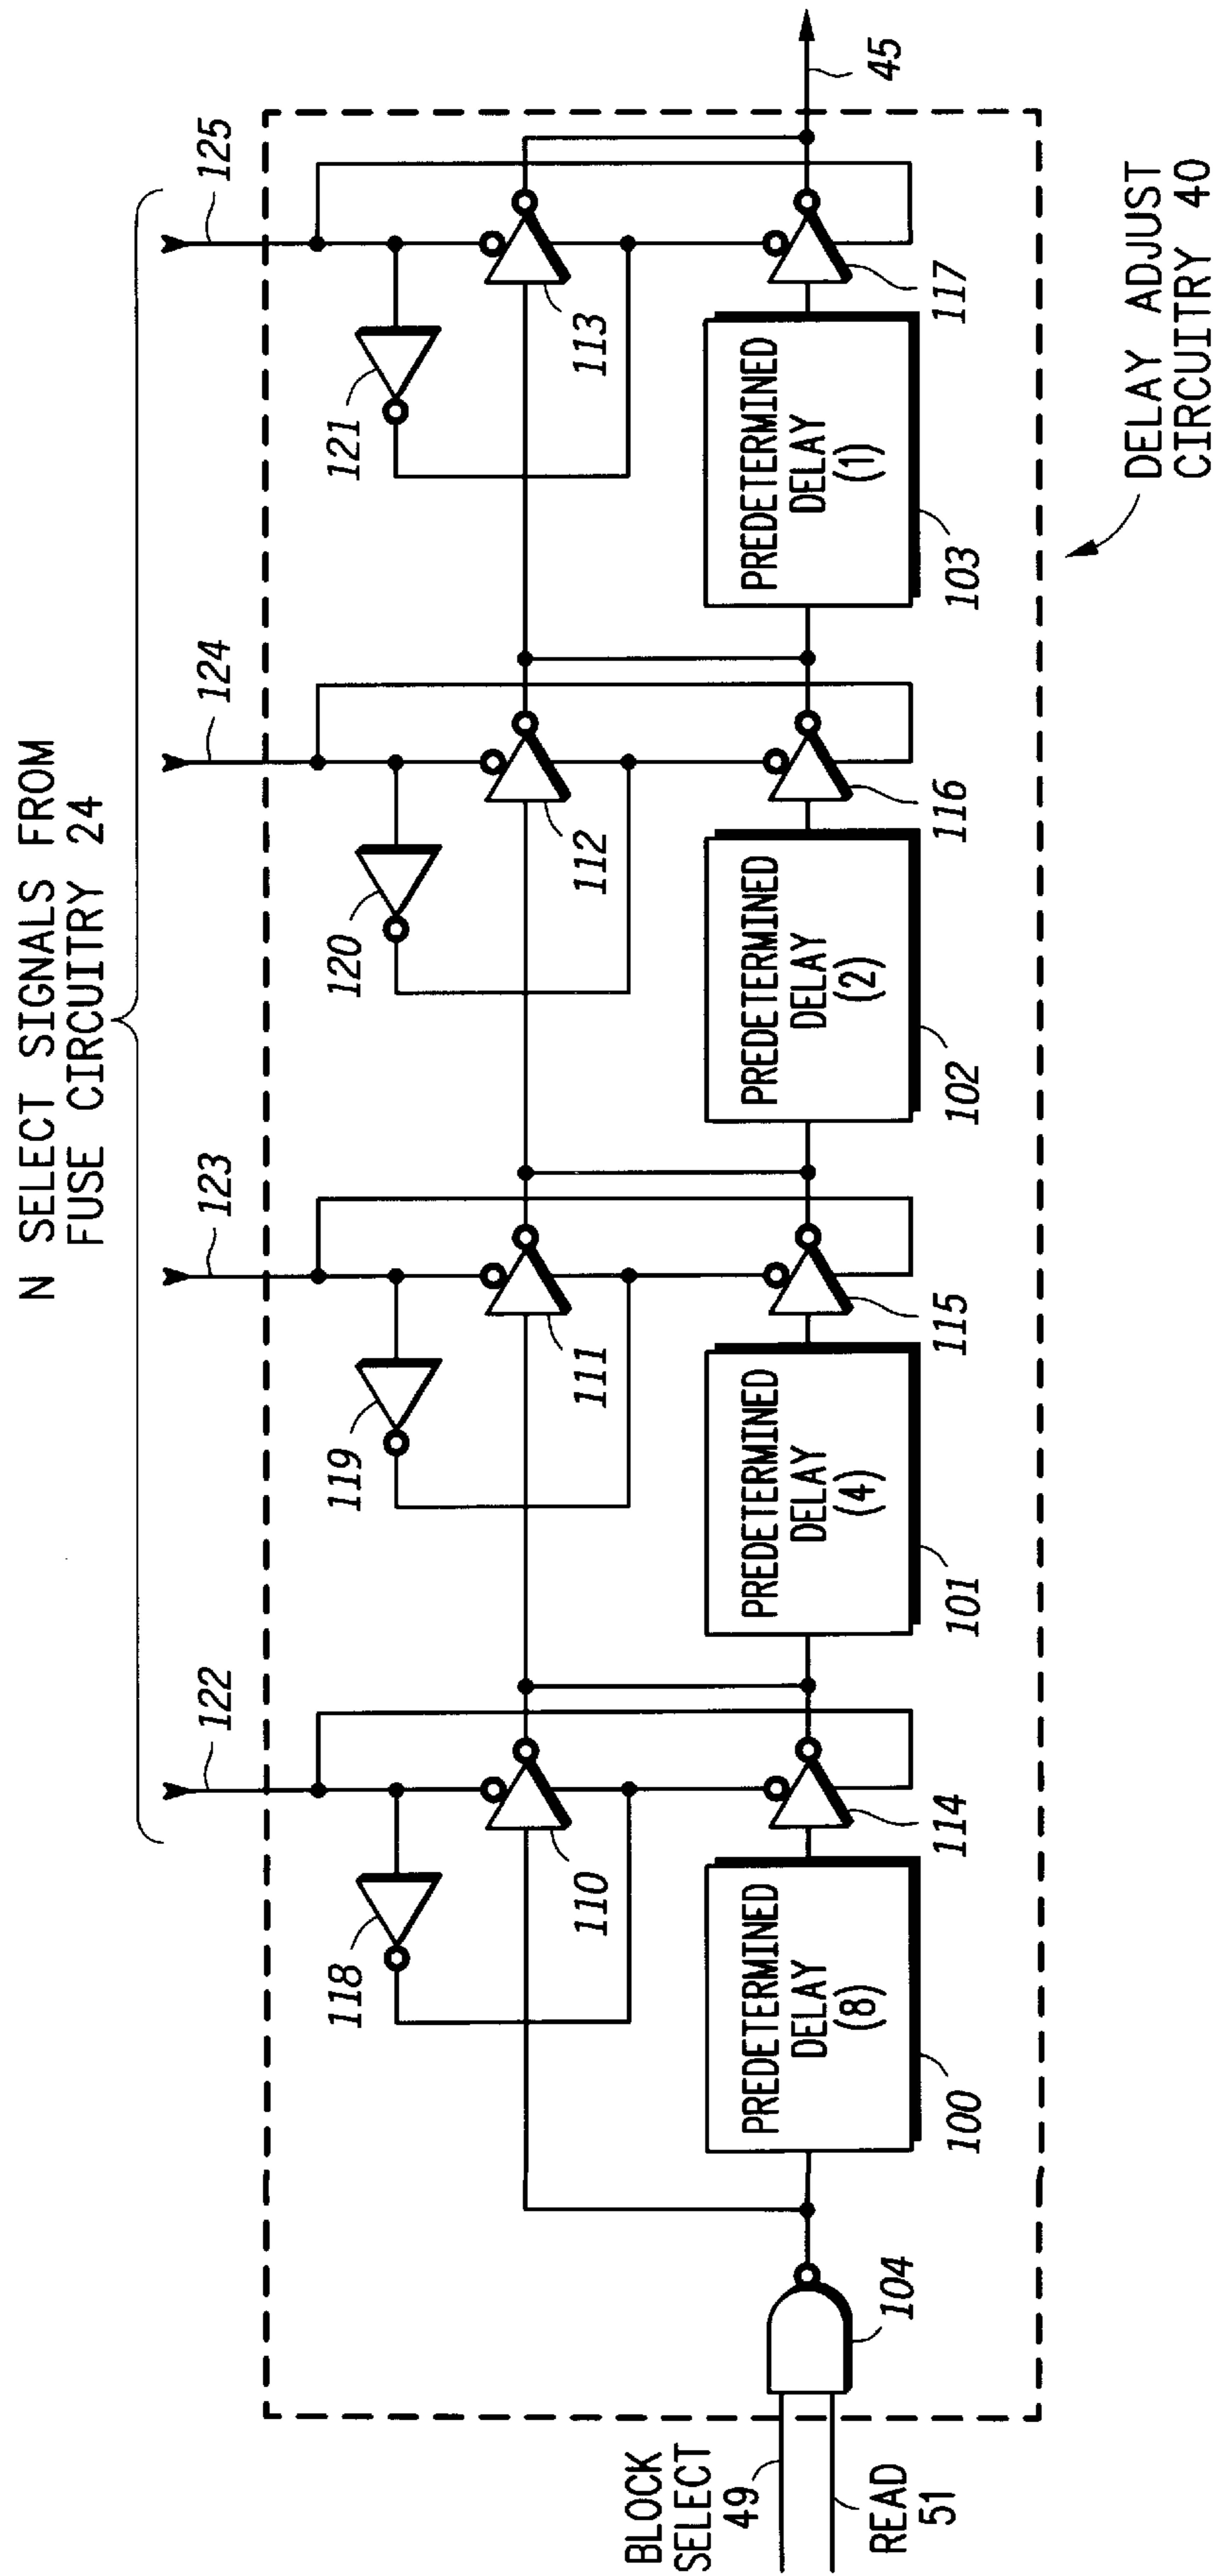 N SELECT SIGNALS FROM
FUSE CIRCUITRY 24
122
123
124
125
118
119
120
121
110
111
112
113
PREDETERMINED
DELAY
(8)
PREDETERMINED
DELAY
(4)
PREDETERMINED
DELAY
(2)
PREDETERMINED
DELAY
(1)
100
114
101
115
102
116
103
117
45
BLOCK
SELECT
49
READ
51
104
DELAY ADJUST
CIRCUITRY 40